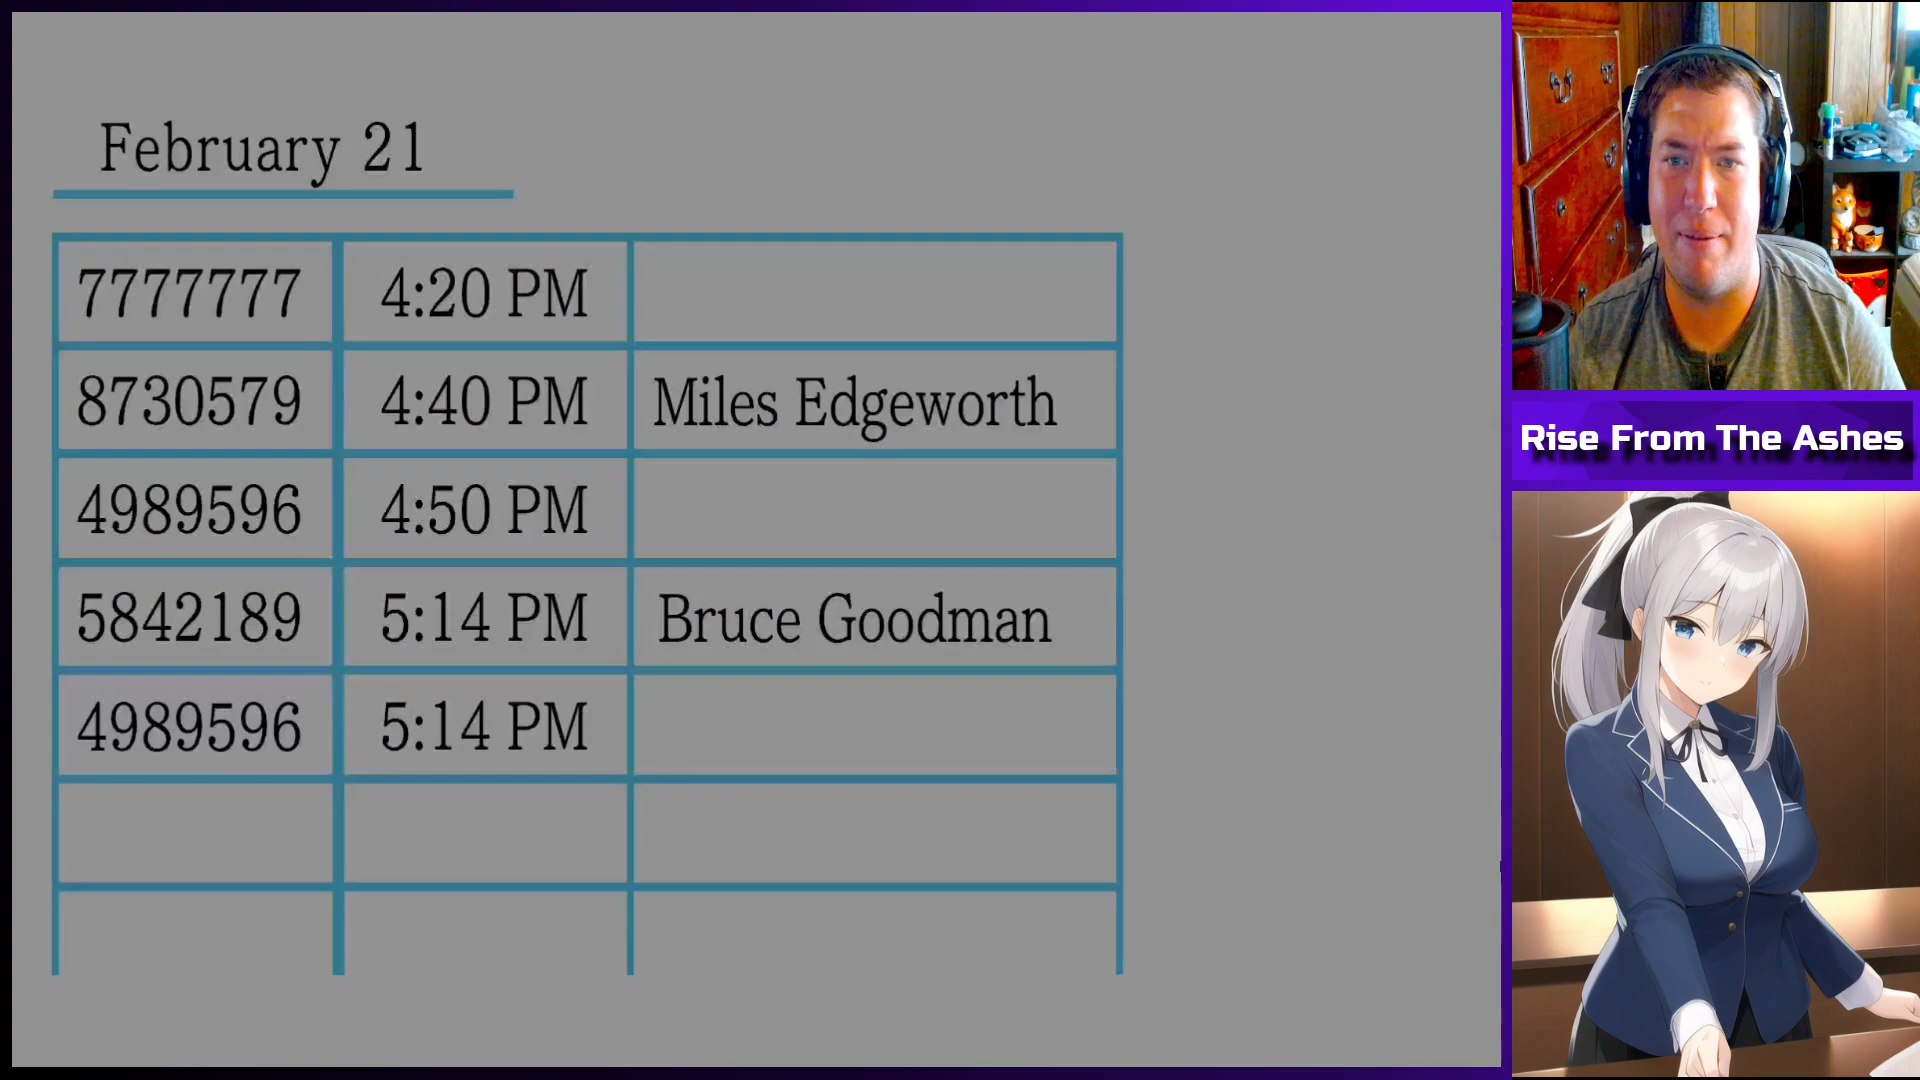 February 21
7777777 4:20 PM
8730579 4:40 PM Miles Edgeworth
4989596 4:50 PM
5842189 5:14 PM Bruce Goodman
4989596 5:14 PM
Rise From The Ashes